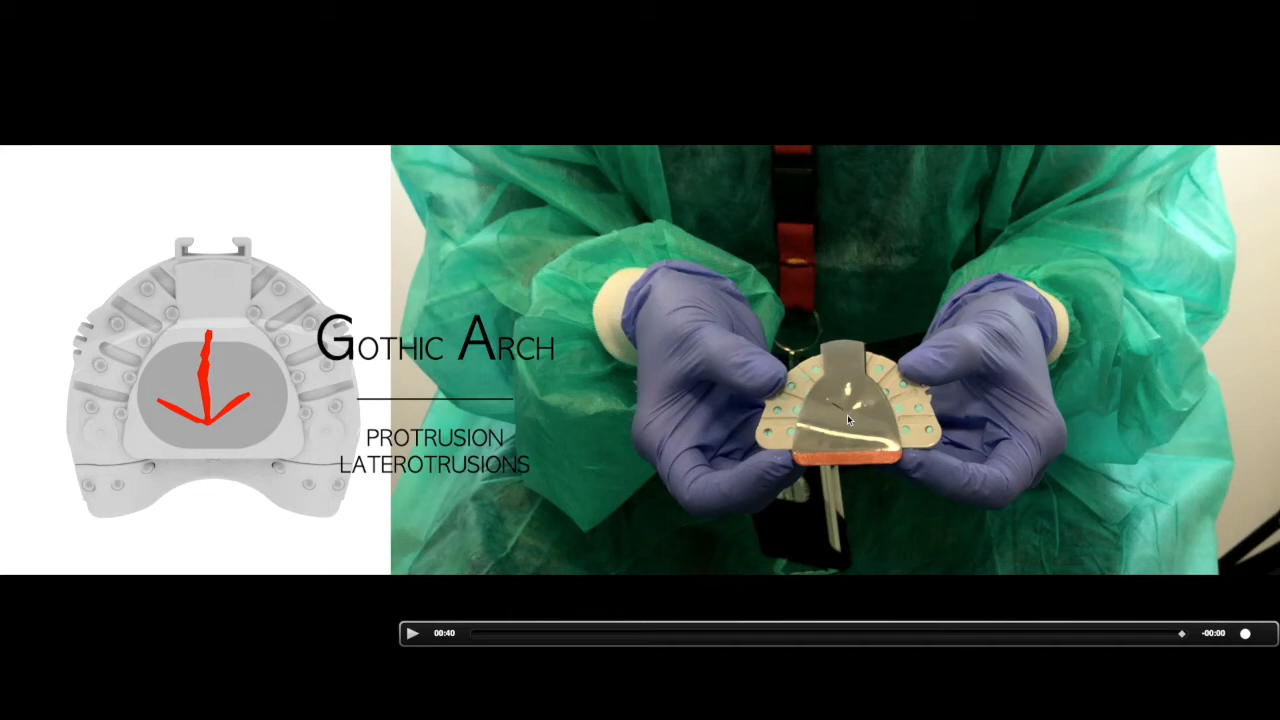 GOTHIC ARCH
PROTRUSION
LATEROTRUSIONS
00:40
-00:00